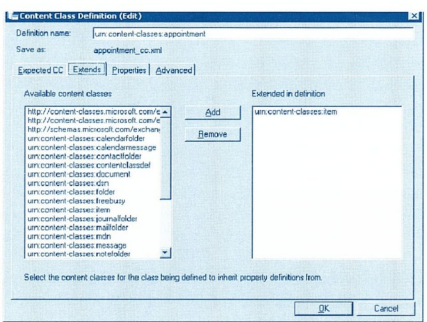 Content Class Definition (Edit)
Definition name: urn:content-classes:appointment
Save as: appointment_cc.xml
Expected CC Extends Properties Advanced
Available content classes
Extended in definition
http://content-classes.microsoft.com/e
http://content-classes.microsoft.com/e
http://schemas.microsoft.com/exchang
urn:content-classes:calendarfolder
urn:content-classes:calendarmessage
urn:content-classes:contactfolder
urn:content-classes:contentclassdef
urn:content-classes:document
urn:content-classes:dsn
urn:content-classes:folder
urn:content-classes:freebusy
urn:content-classes:item
urn:content-classes:journalfolder
urn:content-classes:mailfolder
urn:content-classes:mdn
urn:content-classes:message
urn:content-classes:notefolder
Add
Remove
urn:content-classes:item
Select the content classes for the class being defined to inherit property definitions from.
OK Cancel